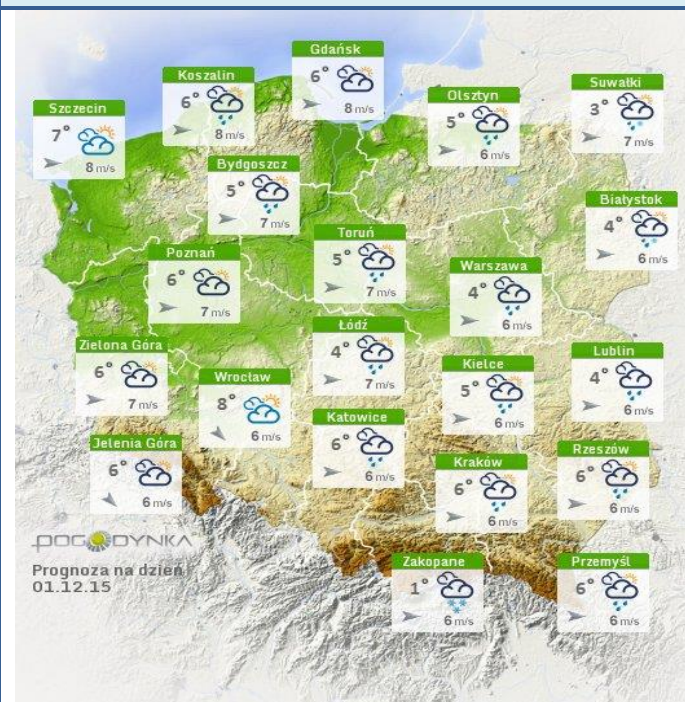 Gdańsk
6°
8 m/s
Koszalin
6°
8 m/s
Szczecin
7°
8 m/s
Olsztyn
5°
6 m/s
Suwałki
3°
7 m/s
Bydgoszcz
5°
7 m/s
Białystok
4°
6 m/s
Toruń
5°
7 m/s
Poznań
6°
7 m/s
Warszawa
4°
6 m/s
Łódź
4°
7 m/s
Zielona Góra
6°
7 m/s
Wrocław
8°
6 m/s
Kielce
5°
6 m/s
Lublin
4°
6 m/s
Katowice
6°
6 m/s
Jelenia Góra
6°
6 m/s
Kraków
6°
6 m/s
Rzeszów
6°
6 m/s
POGODYNKA
Prognoza na dzień
01.12.15
Zakopane
1°
6 m/s
Przemyśl
6°
6 m/s